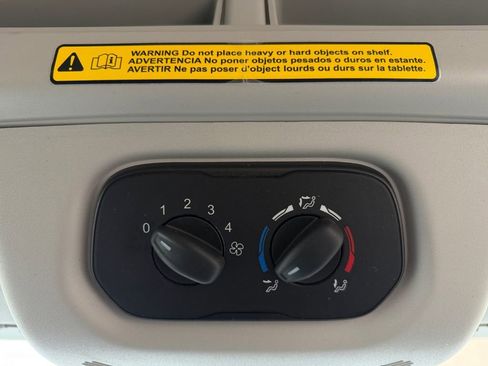 WARNING Do not place heavy or hard objects on shelf.
ADVERTENCIA No poner objetos pesados o duros en estante.
AVERTIR Ne pas poser d'object lourds ou durs sur la tablette.
0 1 2 3 4